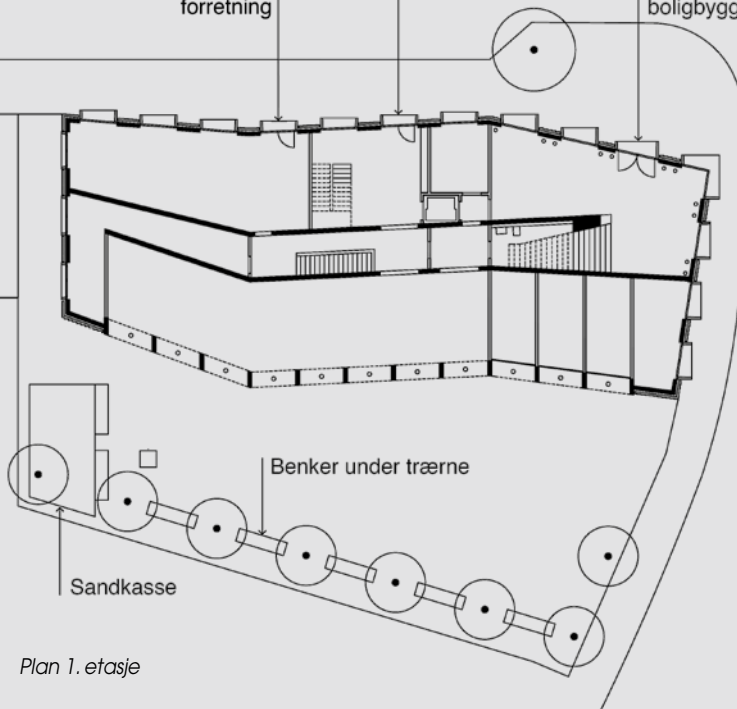 forretning
boligbygg
Benker under trærne
Sandkasse
Plan 1. etasje